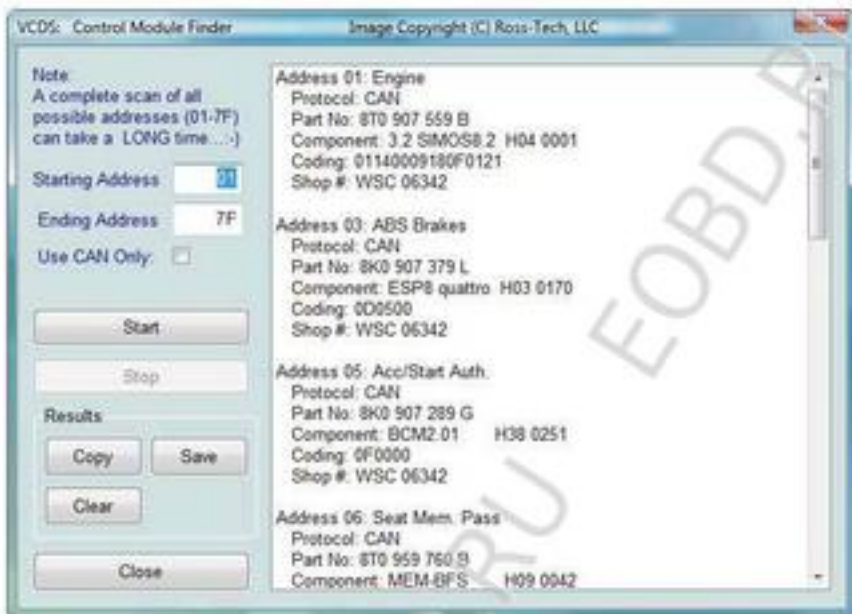 VCDS: Control Module Finder
Image Copyright (C) Ross-Tech, LLC
Note:
A complete scan of all
possible addresses (01-7F)
can take a LONG time...:-)
Starting Address 01
Ending Address 7F
Use CAN Only:
Start
Stop
Results
Copy Save
Clear
Close
Address 01: Engine
Protocol: CAN
Part No: 8T0 907 559 B
Component: 3.2 SIMOS8.2 H04 0001
Coding: 01140009180F0121
Shop #: WSC 06342
Address 03: ABS Brakes
Protocol: CAN
Part No: 8K0 907 379 L
Component: ESP8 quattro H03 0170
Coding: 0D0500
Shop #: WSC 06342
Address 05: Acc/Start Auth.
Protocol: CAN
Part No: 8K0 907 289 G
Component: BCM2.01 H38 0251
Coding: 0F0000
Shop #: WSC 06342
Address 06: Seat Mem. Pass
Protocol: CAN
Part No: 8T0 959 760 B
Component: MEM-BFS H09 0042
EOBD.R
RU